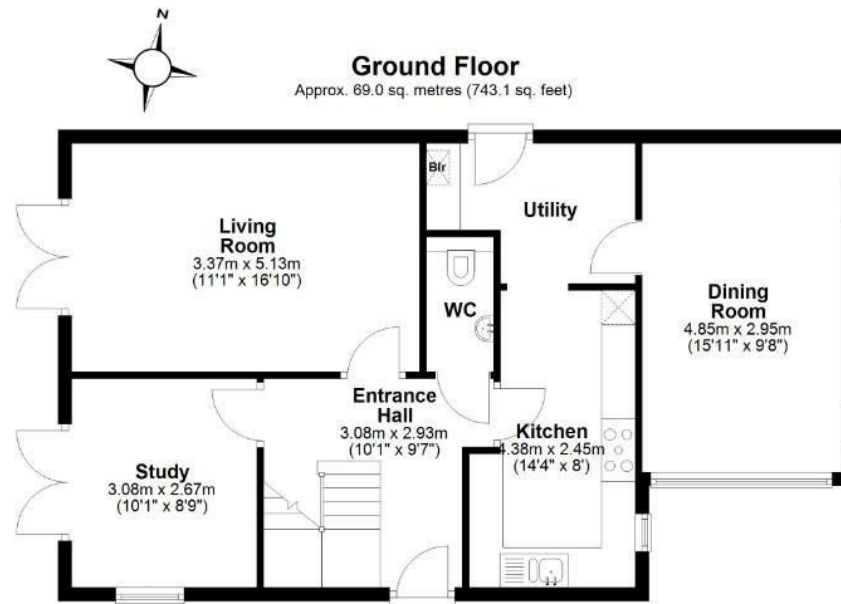 N
Ground Floor
Approx. 69.0 sq. metres (743.1 sq. feet)
Blr
Utility
Living
Room
3.37m x 5.13m
(11'1" x 16'10")
WC
Dining
Room
4.85m x 2.95m
(15'11" x 9'8")
Entrance
Hall
3.08m x 2.93m
(10'1" x 9'7")
Kitchen
4.38m x 2.45m
(14'4" x 8')
Study
3.08m x 2.67m
(10'1" x 8'9")